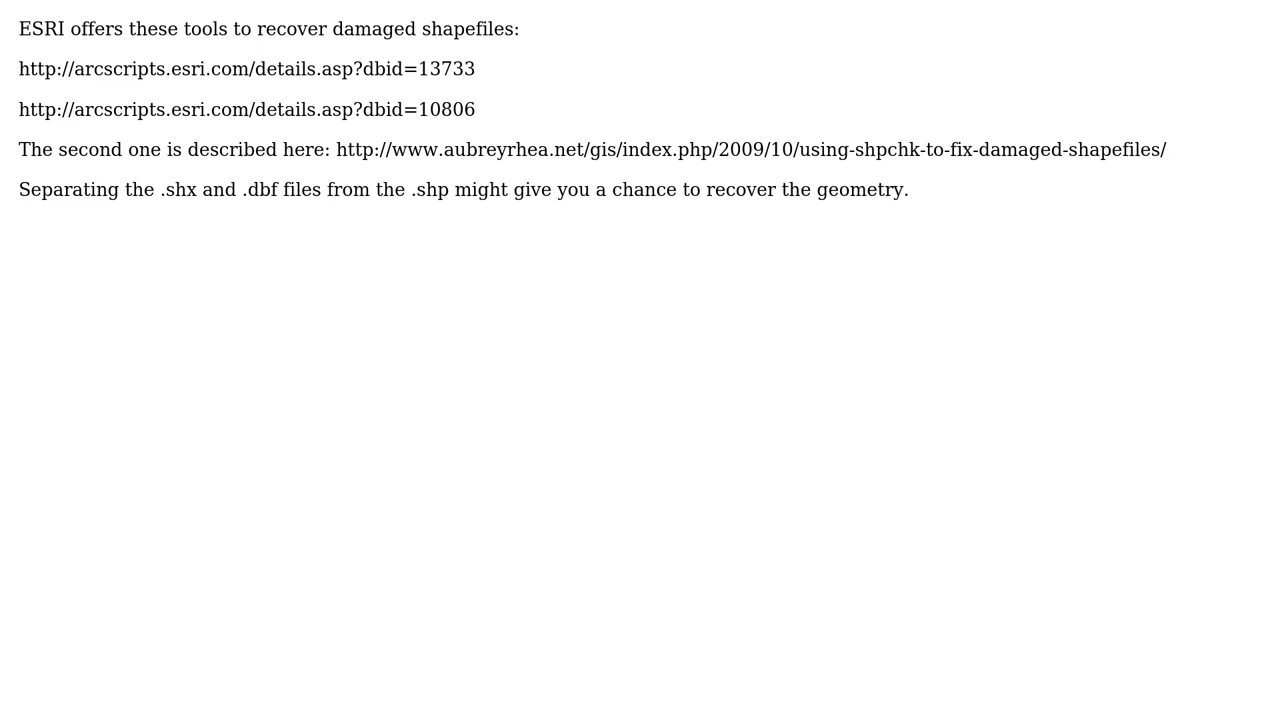 ESRI offers these tools to recover damaged shapefiles:
http://arcscripts.esri.com/details.asp?dbid=13733
http://arcscripts.esri.com/details.asp?dbid=10806
The second one is described here: http://www.aubreyrhea.net/gis/index.php/2009/10/using-shpchk-to-fix-damaged-shapefiles/
Separating the .shx and .dbf files from the .shp might give you a chance to recover the geometry.